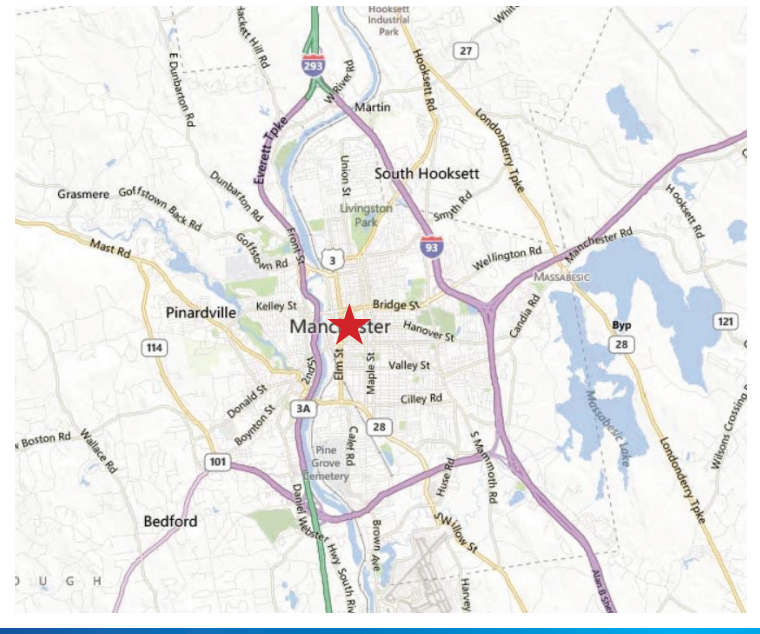 Hooksett
Industrial
Park
Hackett Hill Rd
27
293
E Dunbarton Rd
W River Rd
Hooksett Rd
Martin
Londonderry Tpke
Everett Tpke
Union St
South Hooksett
Dunbarton Rd
Grasmere
Goffstown Back Rd
Livingston
Park
Smyth Rd
Hooksett Rd
Mast Rd
Goffstown Rd
Front St
3
93
Wellington Rd
Manchester Rd
MASSABESIC
Pinardville
Kelley St
Bridge St
Candia Rd
Hanover St
Byp
28
121
114
2nd St
Elm St
Maple St
Valley St
Donald St
Boynton St
3A
Cilley Rd
28
Massabesic Lake
Boston Rd
Wallace Rd
101
Calef Rd
Pine
Grove
Cemetery
Huse Rd
S Mammoth Rd
Wilsons Crossing
Londonderry Tpke
Bedford
Daniel Webster Hwy
South Riv
Brown Ave
S Willow St
Harvey
Alan B She
O U G H